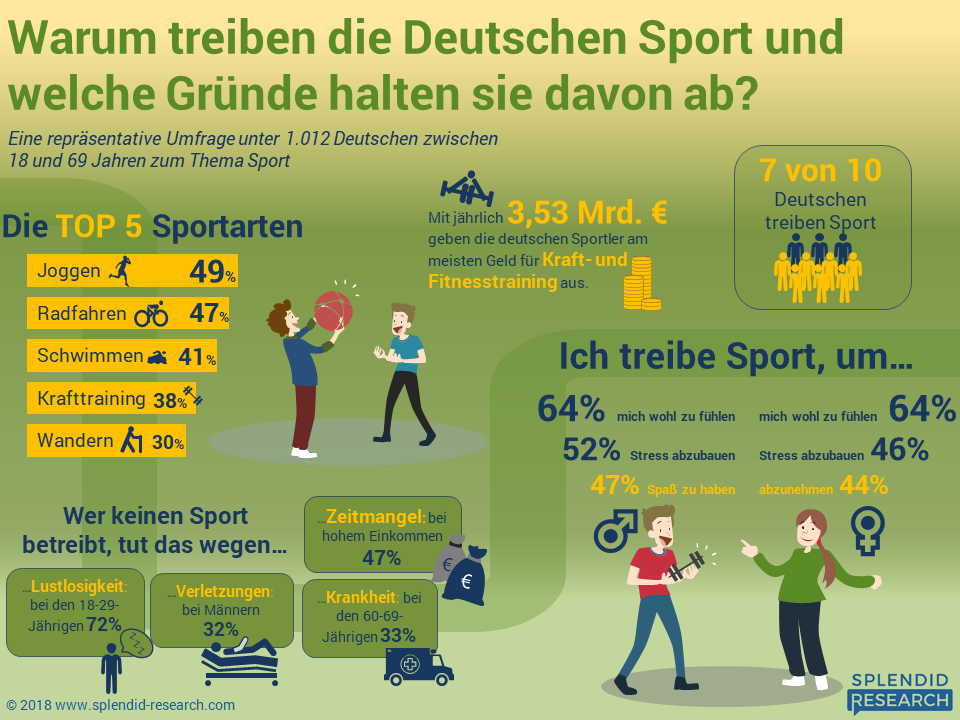 Warum treiben die Deutschen Sport und
welche Gründe halten sie davon ab?
Eine repräsentative Umfrage unter 1.012 Deutschen zwischen
18 und 69 Jahren zum Thema Sport
Die TOP 5 Sportarten
Joggen 49%
Radfahren 47%
Schwimmen 41%
Krafttraining 38%
Wandern 30%
Mit jährlich 3,53 Mrd. €
geben die deutschen Sportler am
meisten Geld für Kraft- und
Fitnesstraining aus.
7 von 10
Deutschen
treiben Sport
Ich treibe Sport, um...
64% mich wohl zu fühlen
52% Stress abzubauen
47% Spaß zu haben
mich wohl zu fühlen 64%
Stress abzubauen 46%
abzunehmen 44%
Wer keinen Sport
betreibt, tut das wegen...
...Zeitmangel: bei
hohem Einkommen
47%
€
€
...Lustlosigkeit:
bei den 18-29-
Jährigen 72%
Z Z Z
...Verletzungen:
bei Männern
32%
...Krankheit: bei
den 60-69-
Jährigen 33%
© 2018 www.splendid-research.com
SPLENDID
RESEARCH